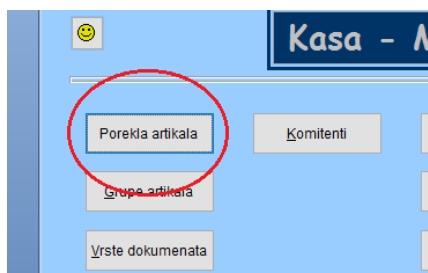 Kasa -
Porekla artikala
Komitenti
Grupe artikala
Vrste dokumenata